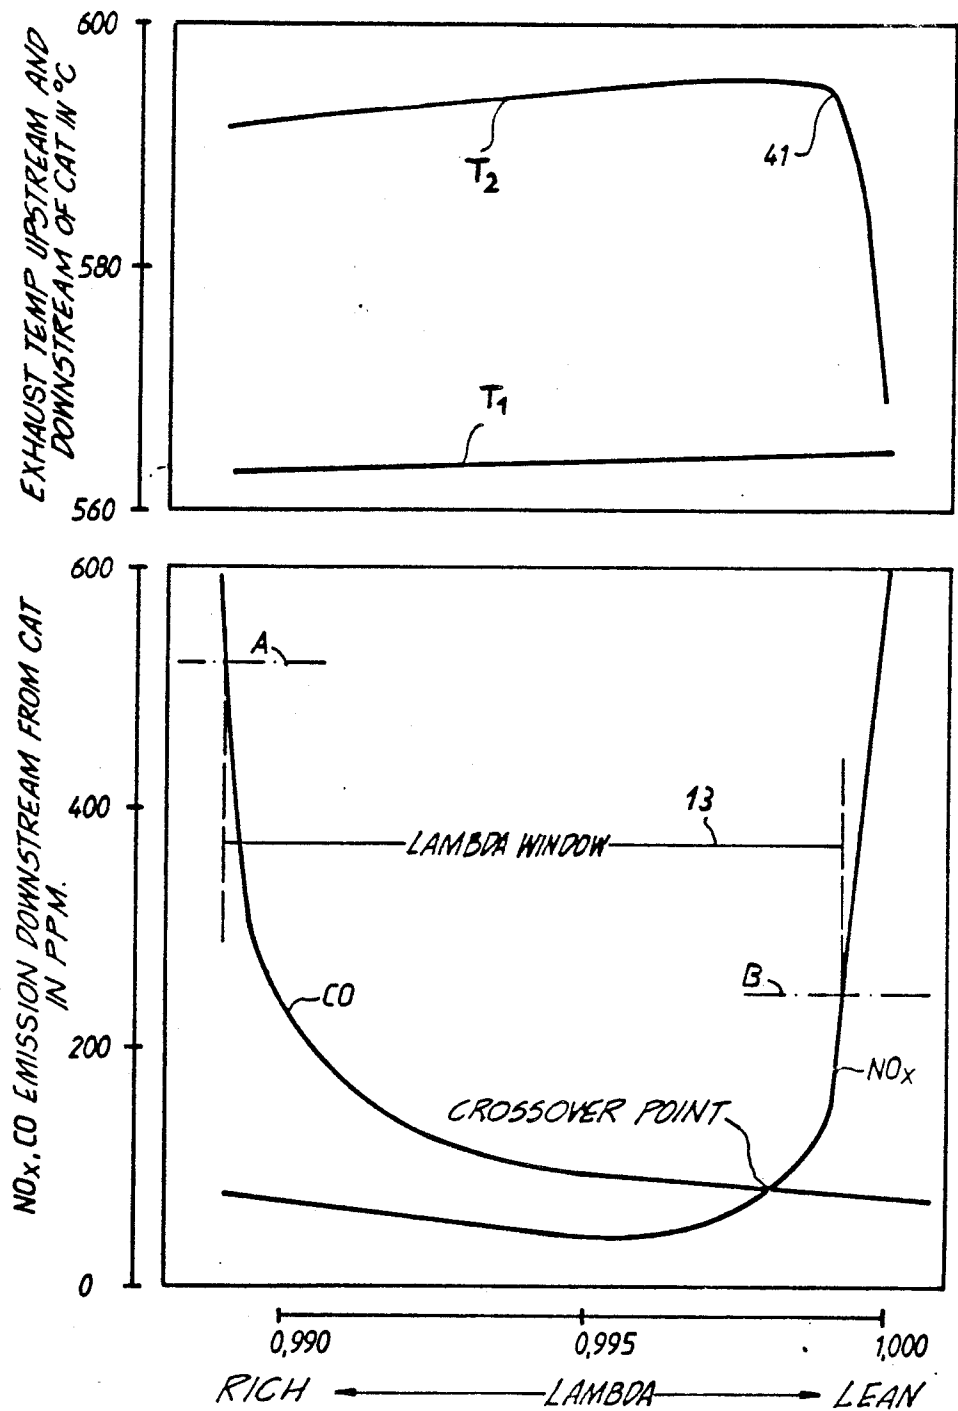 600
580
560
EXHAUST TEMP UPSTREAM AND
DOWNSTREAM OF CAT IN °C
T2
41
T1
600
400
200
0
NOx, CO EMISSION DOWNSTREAM FROM CAT
IN PPM.
A
13
LAMBDA WINDOW
B
CO
NOx
CROSSOVER POINT
0,990 0,995 1,000
RICH LAMBDA LEAN